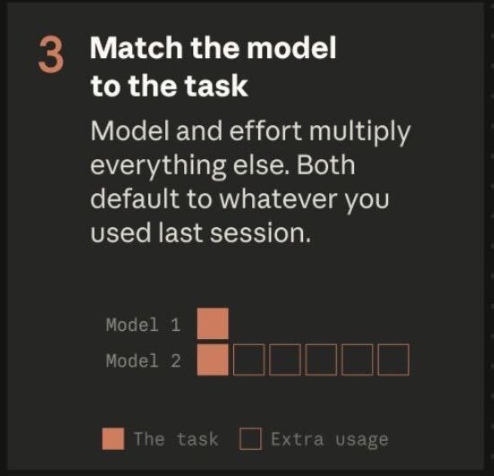 3
Match the model
to the task
Model and effort multiply
everything else. Both
default to whatever you
used last session.
Model 1
Model 2
The task
Extra usage